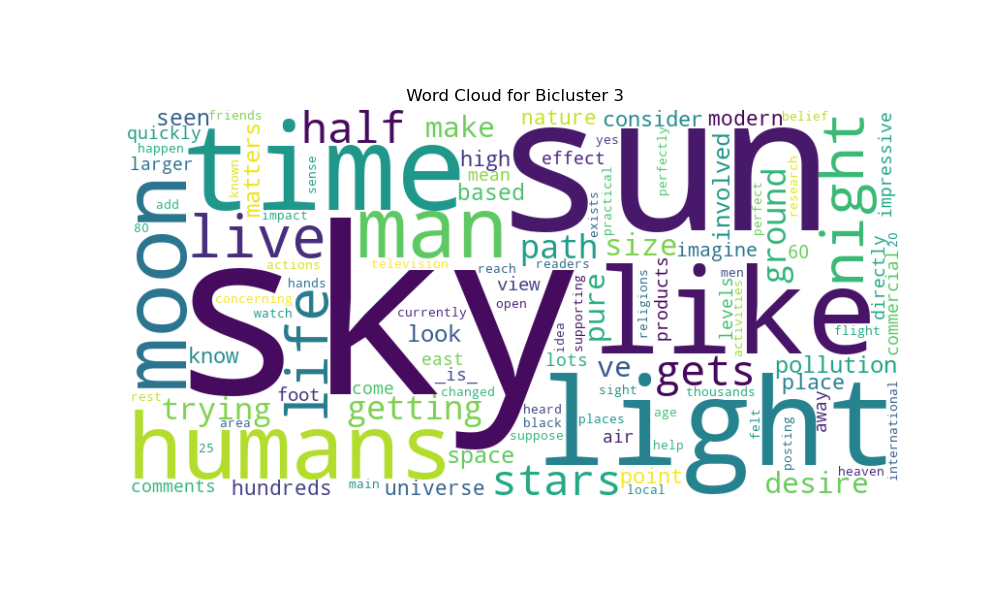 Word Cloud for Bicluster 3
seen
friends
quickly
happen
larger
add
80
known
matters
sense
impact
half
time
make
high
mean
based
nature
effect
yes
consider
modern
belief
perfectly
involved
perfect
research
ground
night
impressive
sun
man
live
moon
path
exists
practical
size
imagine
60
directly
20
commercial
actions
television
reach
readers
concerning
hands
watch
life
sky
currently
view
open
look
pure
supporting
idea
religions
products
levels
men
activities
like
flight
know
east
_is_
changed
come
foot
rest
trying
getting
area
25
humans
heard
black
suppose
lots
ve
gets
sight
thousands
places
age
felt
pollution
place
away
posting
light
air
help
heaven
international
space
stars
point
local
desire
comments
hundreds
main
universe